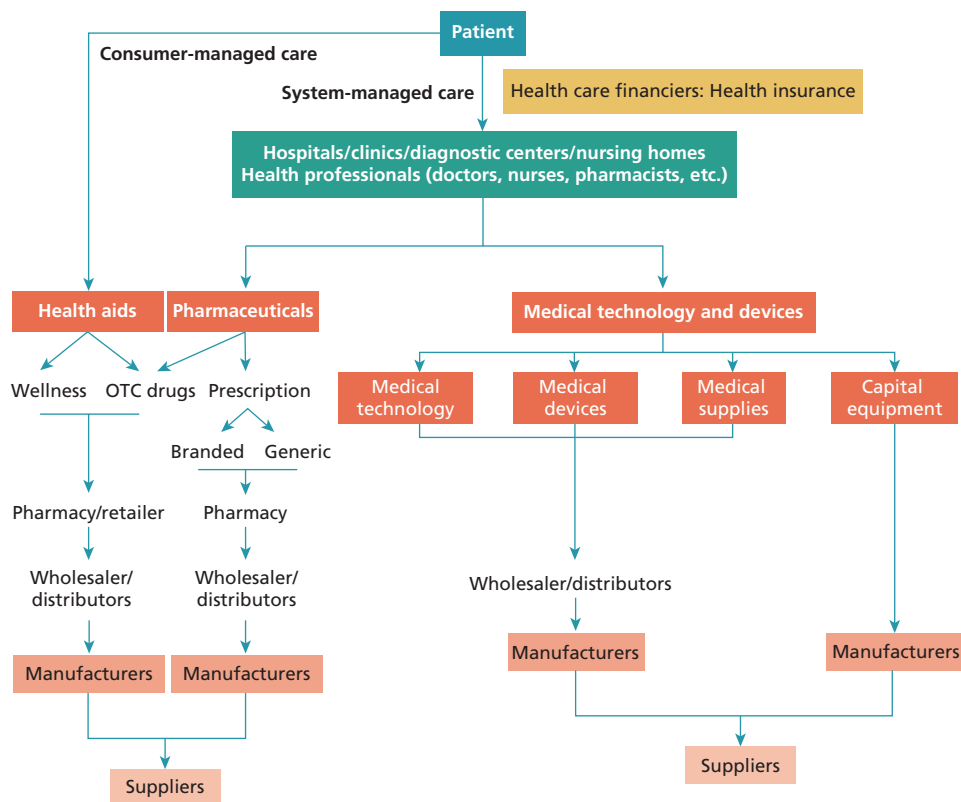 Patient
Consumer-managed care
System-managed care
Health care financiers: Health insurance
Hospitals/clinics/diagnostic centers/nursing homes
Health professionals (doctors, nurses, pharmacists, etc.)
Health aids
Pharmaceuticals
Medical technology and devices
Wellness
OTC drugs
Prescription
Medical
technology
Medical
devices
Medical
supplies
Capital
equipment
Branded
Generic
Pharmacy/retailer
Pharmacy
Wholesaler/
distributors
Wholesaler/
distributors
Wholesaler/distributors
Manufacturers
Manufacturers
Manufacturers
Manufacturers
Suppliers
Suppliers